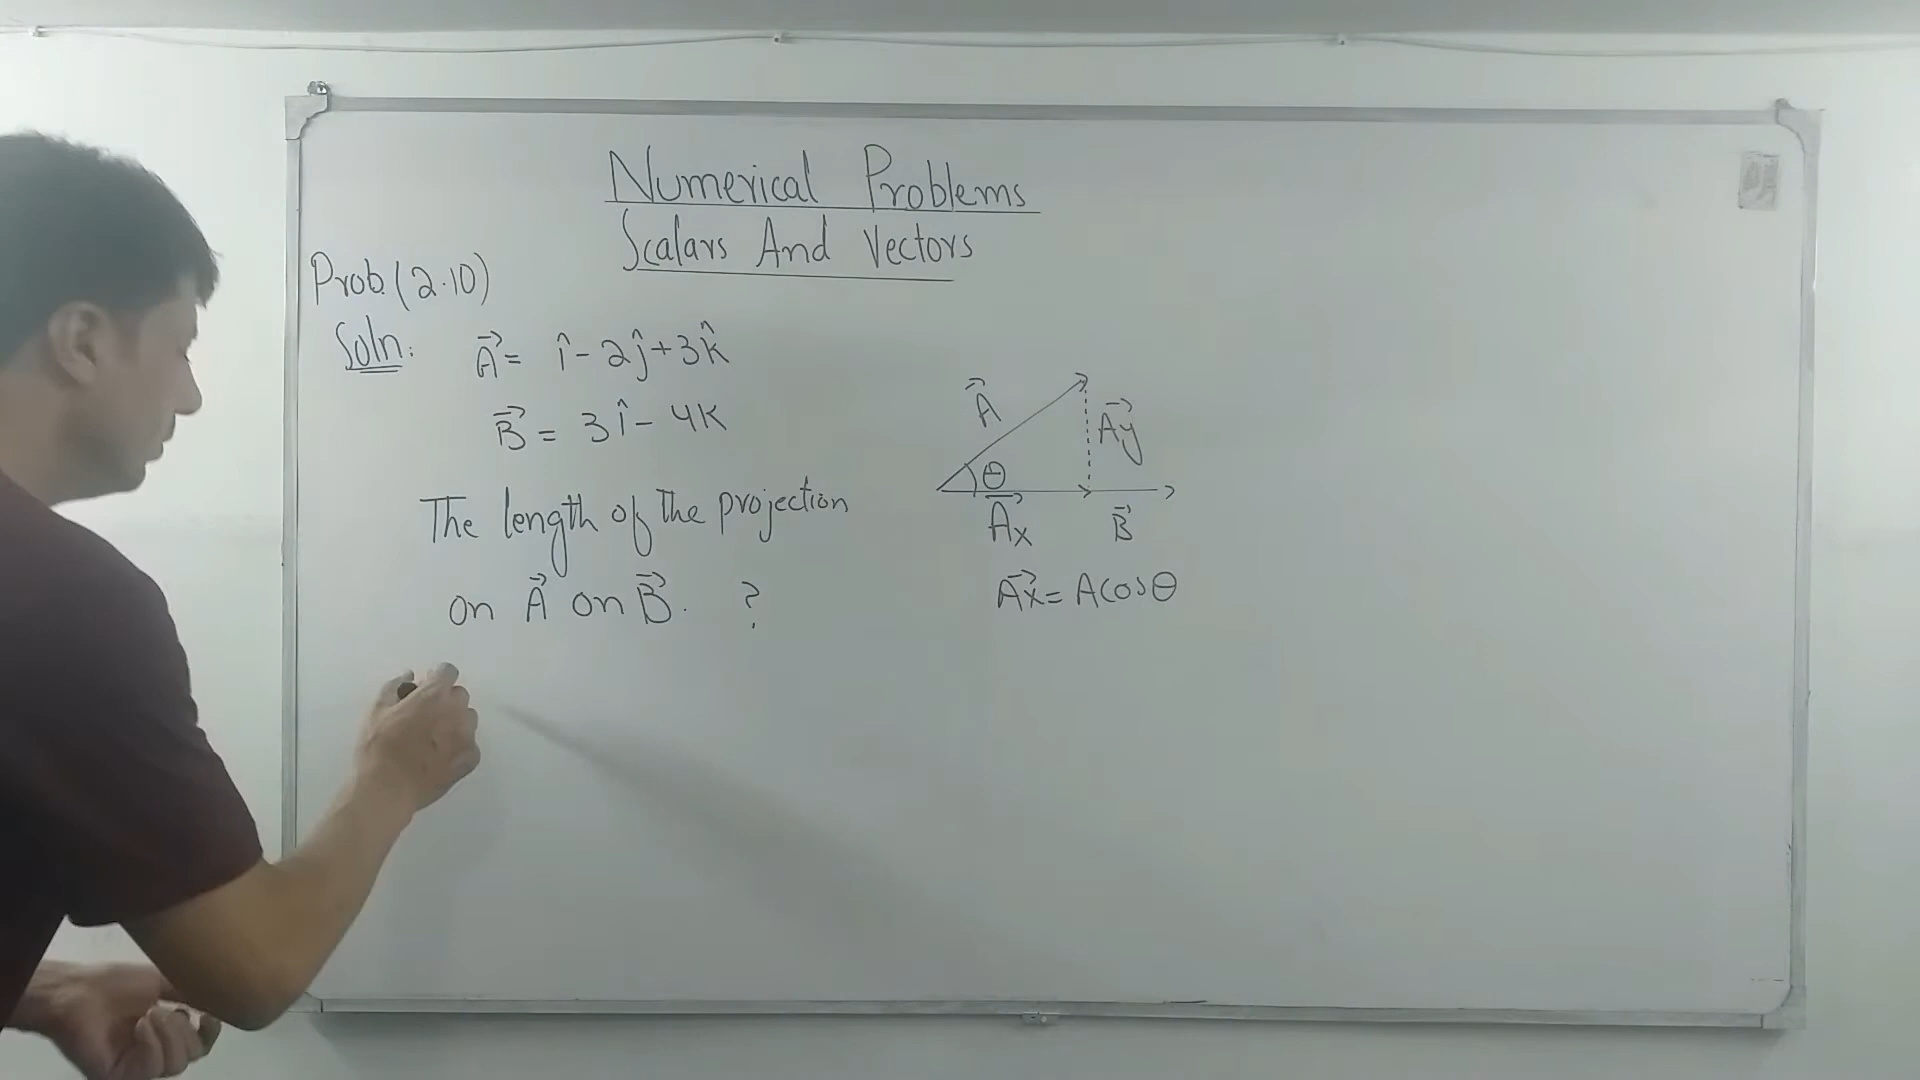 Numerical Problems
Scalars And Vectors
Prob.(2.10)
Soln:
A⃗ = î - 2ĵ + 3k̂
B⃗ = 3î - 4K
The length of the projection
on A⃗ on B⃗. ?
A⃗
A⃗y
θ
A⃗x
B⃗
A⃗x = A cos θ